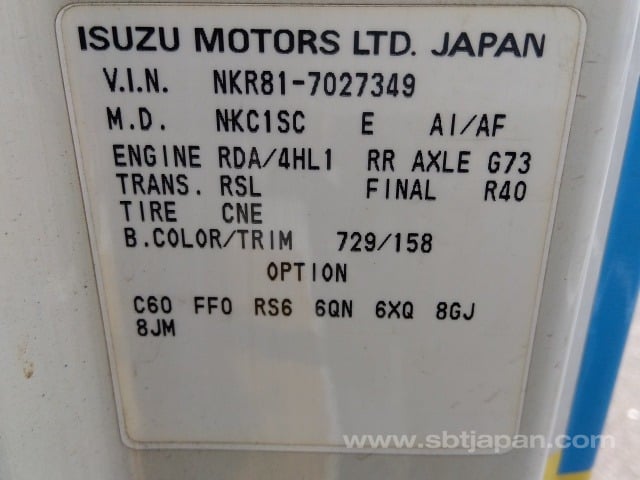 ISUZU MOTORS LTD. JAPAN
V.I.N. NKR81-7027349
M.D. NKC1SC E AI/AF
ENGINE RDA/4HL1 RR AXLE G73
TRANS. RSL FINAL R40
TIRE CNE
B.COLOR/TRIM 729/158
OPTION
C60 FF0 RS6 6QN 6XQ 8GJ
8JM
www.sbtjapan.com